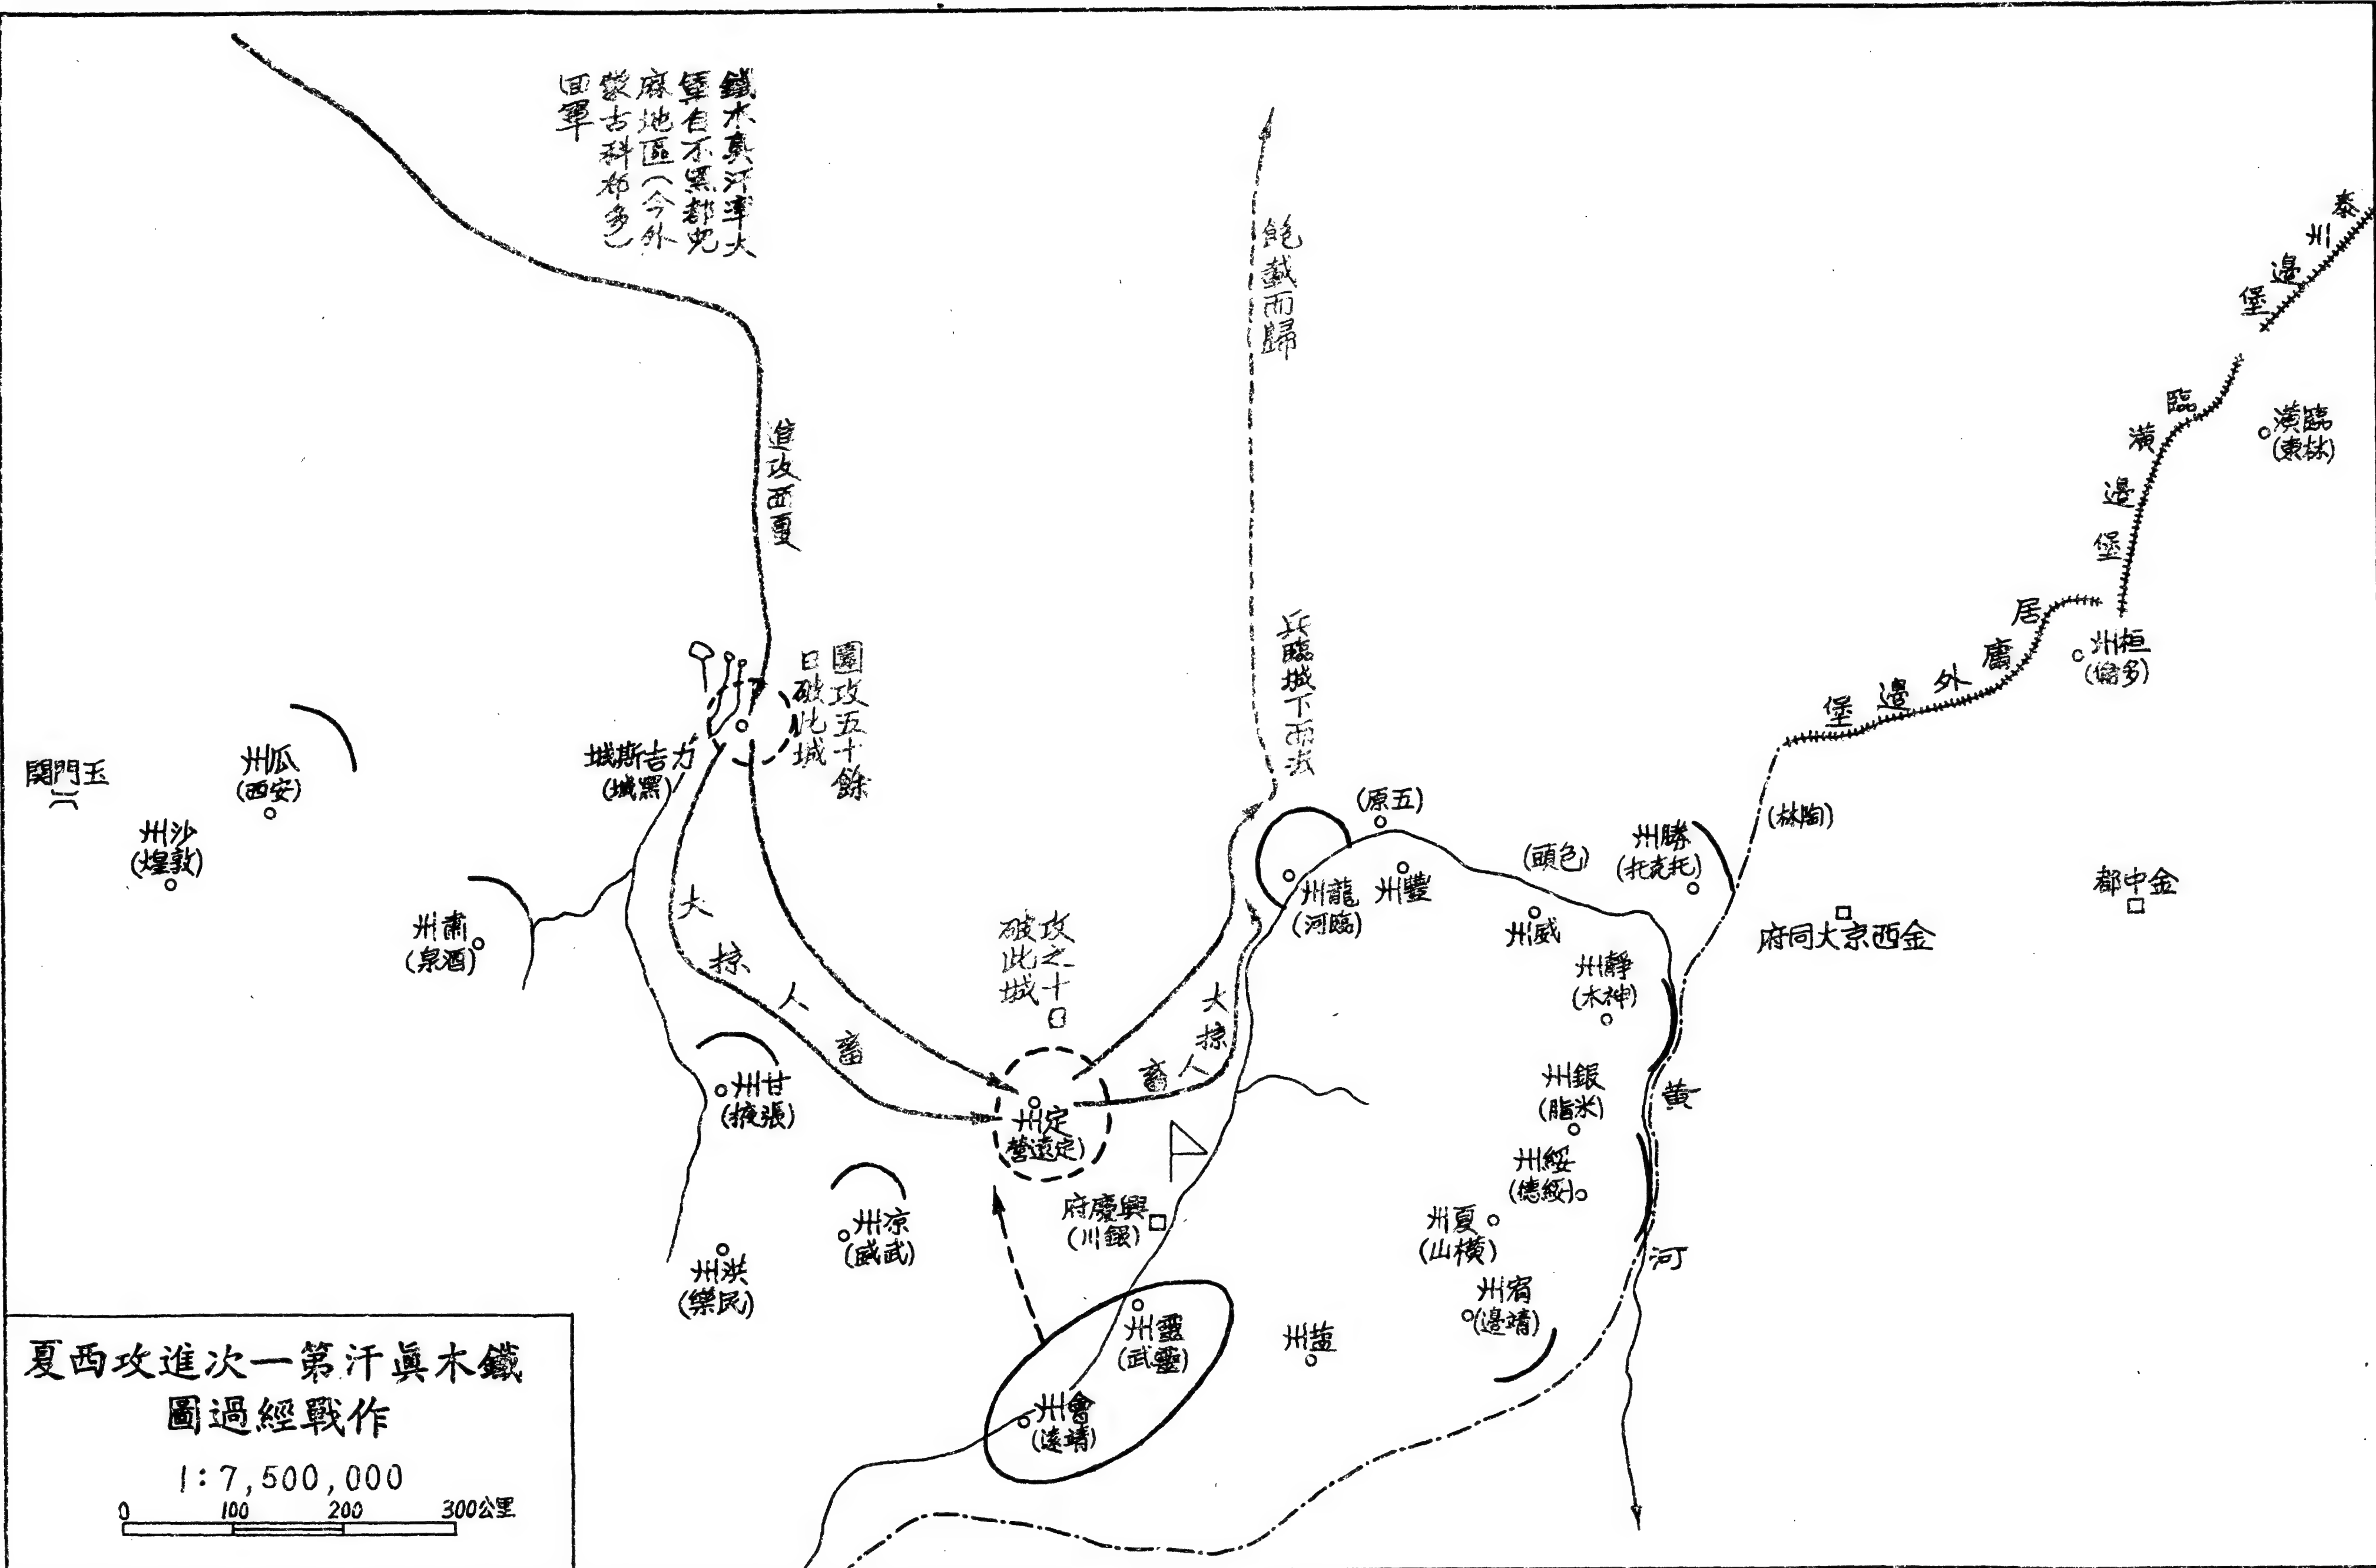 鐵木真汗率大
軍自不黑都兒
麻地區(今外
蒙古科布多)
回軍
進攻西夏
飽載而歸
泰州邊堡
臨潢邊堡
臨潢
(林東)
居庸外邊堡
桓州
(多倫)
圍攻五十餘
日破此城
兵臨城下而去
力吉斯城
(黑城)
玉門関
瓜州
(安西)
沙州
(敦煌)
肅州
(酒泉)
大掠人畜
甘州
(張掖)
洪州
(民樂)
涼州
(武威)
攻之十日
破此城
定州
(定遠營)
大掠人畜
興慶府
(銀川)
靈州
(靈武)
會州
(靖遠)
(五原)
龍州
(臨河)
豐州
(包頭)
威州
勝州
(托克托)
(陶林)
金西京大同府
金中都
靜州
(神木)
銀州
(米脂)
綏州
(綏德)
夏州
(橫山)
宥州
(靖邊)
鹽州
黃河
鐵木眞汗第一次進攻西夏
作戰經過圖
1:7,500,000
0 100 200 300公里